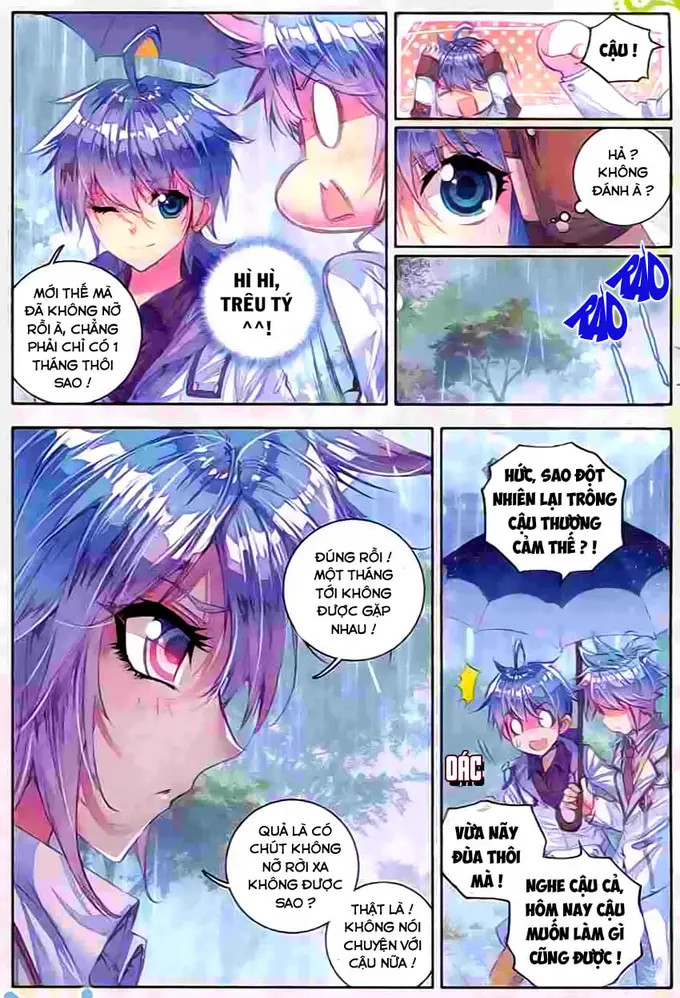 MỚI THẾ MÀ
ĐÃ KHÔNG NỠ
RỒI À, CHẲNG
PHẢI CHỈ CÓ 1
THÁNG THÔI
SAO !
HÌ HÌ,
TRÊU TÝ
^^!
CẬU !
HẢ ?
KHÔNG
ĐÁNH À ?
RÀO
RÀO
ĐÚNG RỒI !
MỘT THÁNG
TỚI KHÔNG
ĐƯỢC GẶP
NHAU !
QUẢ LÀ CÓ
CHÚT KHÔNG
NỠ RỜI XA
KHÔNG ĐƯỢC
SAO ?
THẬT LÀ !
KHÔNG NÓI
CHUYỆN VỚI
CẬU NỮA !
HỨC, SAO ĐỘT
NHIÊN LẠI TRÔNG
CẬU THƯƠNG
CẢM THẾ ? !
OÁC
VỪA NÃY
ĐÙA THÔI
MÀ !
NGHE CẬU CẢ,
HÔM NAY CẬU
MUỐN LÀM GÌ
CŨNG ĐƯỢC !